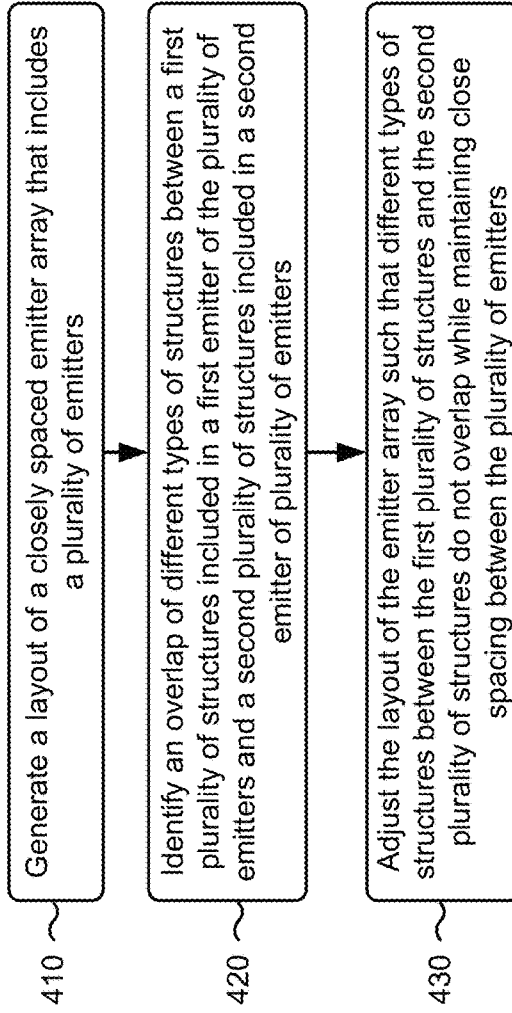 410
Generate a layout of a closely spaced emitter array that includes
a plurality of emitters
420
Identify an overlap of different types of structures between a first
plurality of structures included in a first emitter of the plurality of
emitters and a second plurality of structures included in a second
emitter of plurality of emitters
430
Adjust the layout of the emitter array such that different types of
structures between the first plurality of structures and the second
plurality of structures do not overlap while maintaining close
spacing between the plurality of emitters